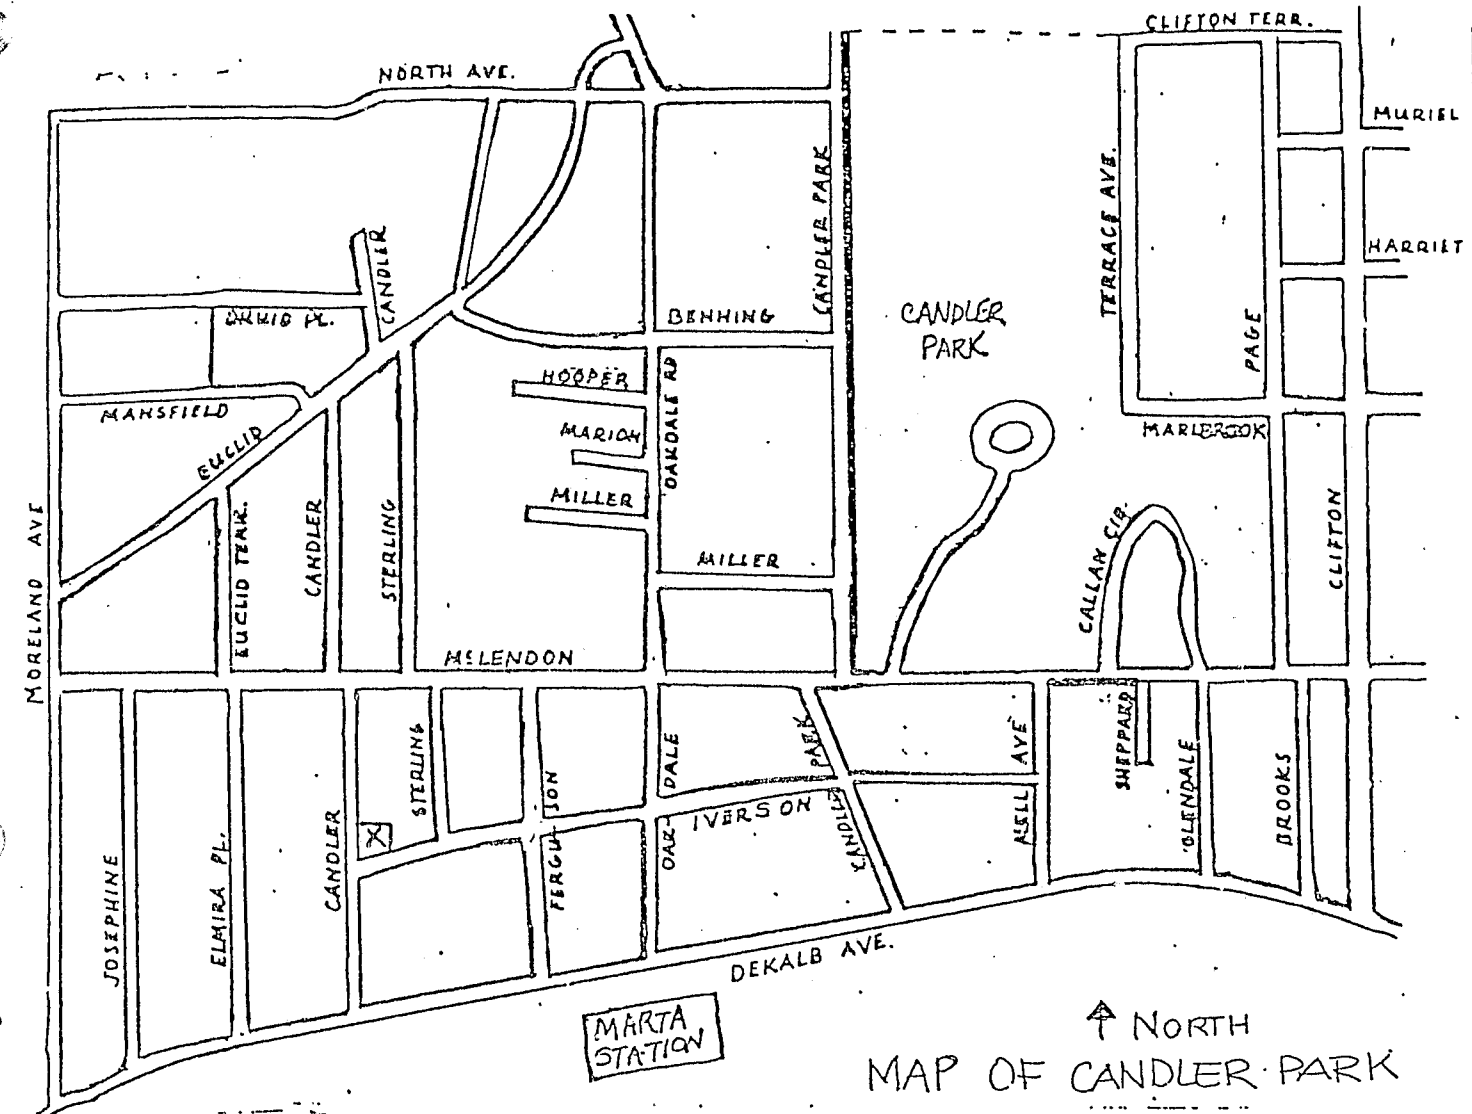 CLIFTON TERR.
NORTH AVE.
MURIEL
CANDLER PARK
TERRACE AVE.
HARRIET
CANDLER
DRUID PL.
BENHING
CANDLER
PARK
PAGE
HOOPER
OAKDALE RD
MANSFIELD
MARION
MARLBROOK
EUCLID
MILLER
MORELAND AVE
EUCLID TERR.
CANDLER
STERLING
MILLER
CALLAN CIR.
CLIFTON
McLENDON
STERLING
DALE
PARK
AVE
SHEPPARD
FERGUSON
IVERSON
CANDLER
GLENDALE
BROOKS
X
OAK
JOSEPHINE
ELMIRA PL.
CANDLER
DEKALB AVE.
MARTA
STATION
NORTH
MAP OF CANDLER PARK